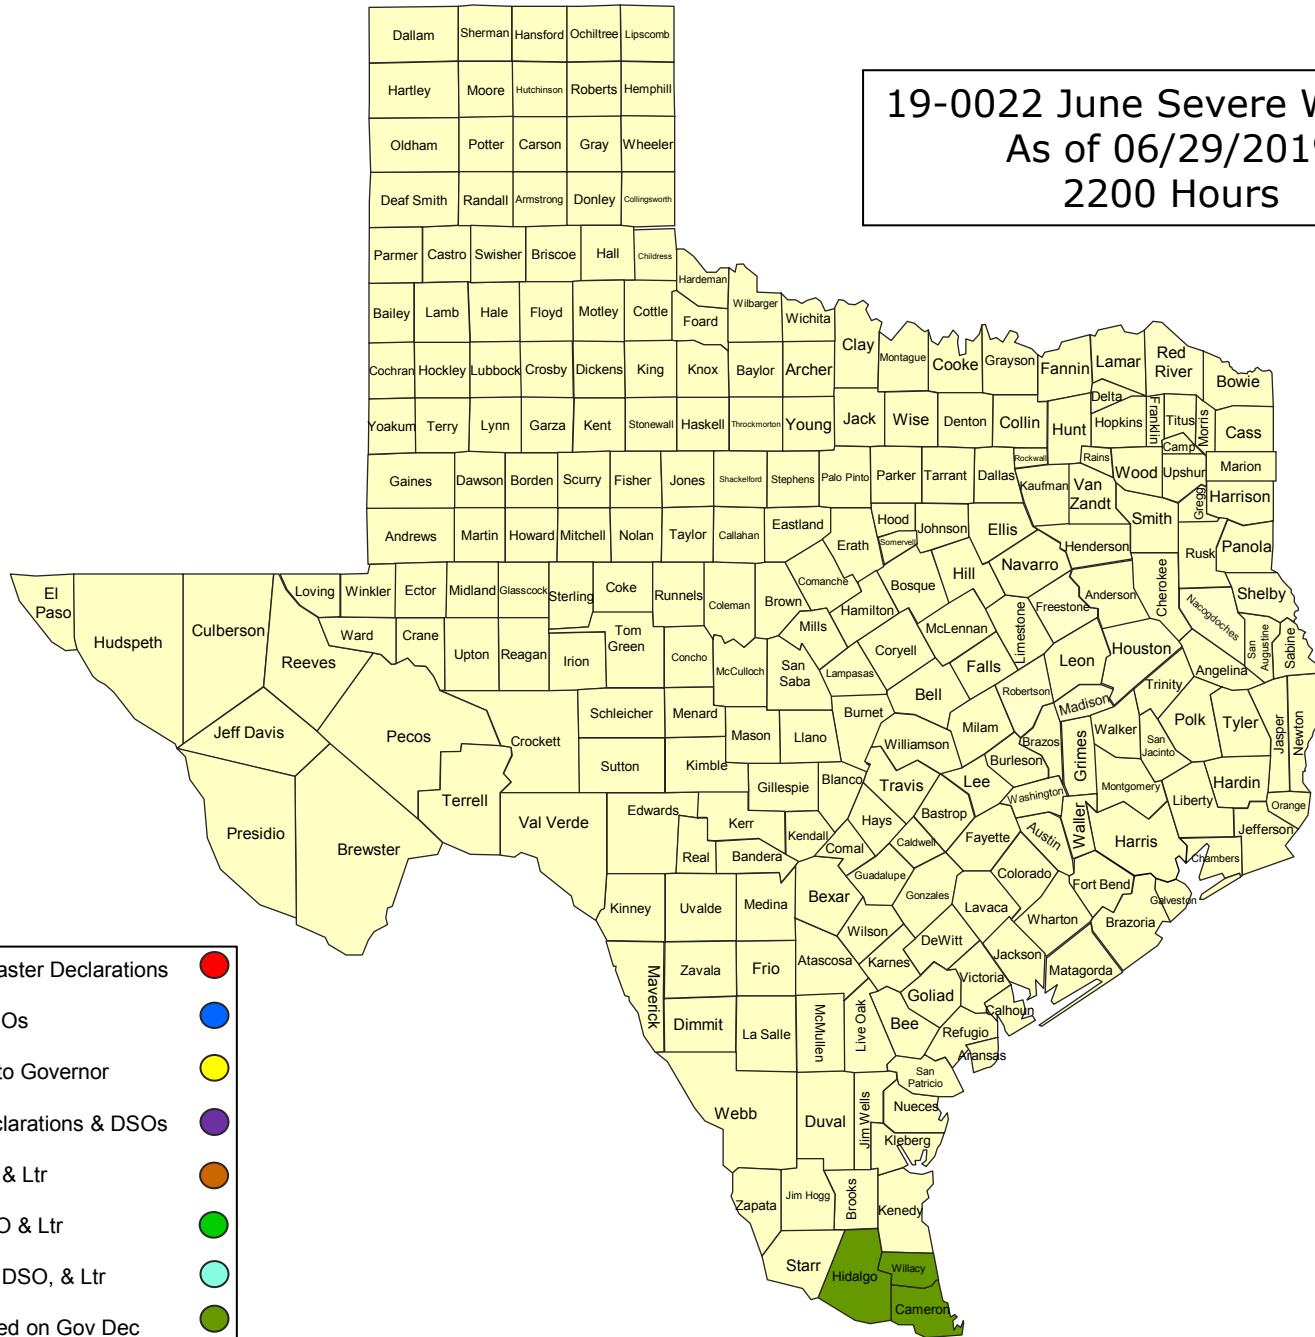 19-0022 June Severe W
As of 06/29/201
2200 Hours
Dallam Sherman Hansford Ochiltree Lipscomb
Hartley Moore Hutchinson Roberts Hemphill
Oldham Potter Carson Gray Wheeler
Deaf Smith Randall Armstrong Donley Collingsworth
Parmer Castro Swisher Briscoe Hall Childress
Hardeman
Bailey Lamb Hale Floyd Motley Cottle Foard Wilbarger Wichita
Clay Montague Cooke Grayson Fannin Lamar Red
River
Bowie
Cochran Hockley Lubbock Crosby Dickens King Knox Baylor Archer
Delta
Yoakum Terry Lynn Garza Kent Stonewall Haskell Throckmorton Young Jack Wise Denton Collin Hunt Hopkins Franklin Titus Morris Cass
Camp
Rockwall Rains Wood Upshur Marion
Gaines Dawson Borden Scurry Fisher Jones Shackelford Stephens Palo Pinto Parker Tarrant Dallas Kaufman Van
Zandt
Gregg Harrison
Smith
Andrews Martin Howard Mitchell Nolan Taylor Callahan Eastland Erath Hood Somervell Johnson Ellis Henderson Rusk Panola
El
Paso
Hudspeth Culberson Loving Winkler Ector Midland Glasscock Sterling Coke Runnels Coleman Brown Comanche Hamilton Bosque Hill Navarro Freestone Anderson Cherokee Nacogdoches Shelby
Reeves Ward Crane Upton Reagan Irion Tom
Green
Concho McCulloch San
Saba
Mills Lampasas Coryell McLennan Limestone Falls Leon Houston Angelina San
Augustine
Sabine
Jeff Davis Pecos Crockett Schleicher Menard Mason Llano Burnet Bell Milam Robertson Madison Trinity Polk Tyler Jasper Newton
Williamson Brazos Grimes Walker San
Jacinto
Presidio Brewster Terrell Val Verde Sutton Kimble Gillespie Blanco Travis Lee Burleson Washington Montgomery Liberty Hardin Orange
Edwards Kerr Kendall Hays Bastrop Fayette Austin Waller Harris Jefferson Chambers
Real Bandera Comal Caldwell
Kinney Uvalde Medina Bexar Guadalupe Gonzales Lavaca Colorado Fort Bend Galveston
Wharton Brazoria
Maverick Zavala Frio Atascosa Wilson Karnes DeWitt Jackson Matagorda
Victoria
Dimmit La Salle McMullen Live Oak Bee Goliad Refugio Calhoun
Aransas
San
Patricio
Webb Duval Jim Wells Nueces
Kleberg
Zapata Jim Hogg Brooks Kenedy
Starr Hidalgo Willacy
Cameron
aster Declarations
Os
to Governor
clarations & DSOs
& Ltr
O & Ltr
DSO, & Ltr
ed on Gov Dec